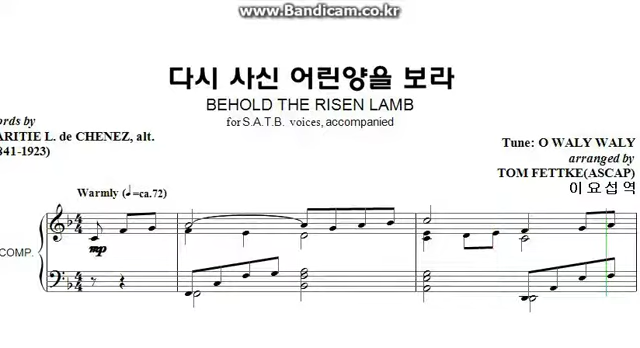 www.Bandicam.co.kr
다시 사신 어린양을 보라
BEHOLD THE RISEN LAMB
for S.A.T.B. voices, accompanied
ords by
ARITIE L. de CHENEZ, alt.
841-1923)
Tune: O WALY WALY
arranged by
TOM FETTKE(ASCAP)
이 요 섭 역
Warmly (♩=ca.72)
mp
COMP.